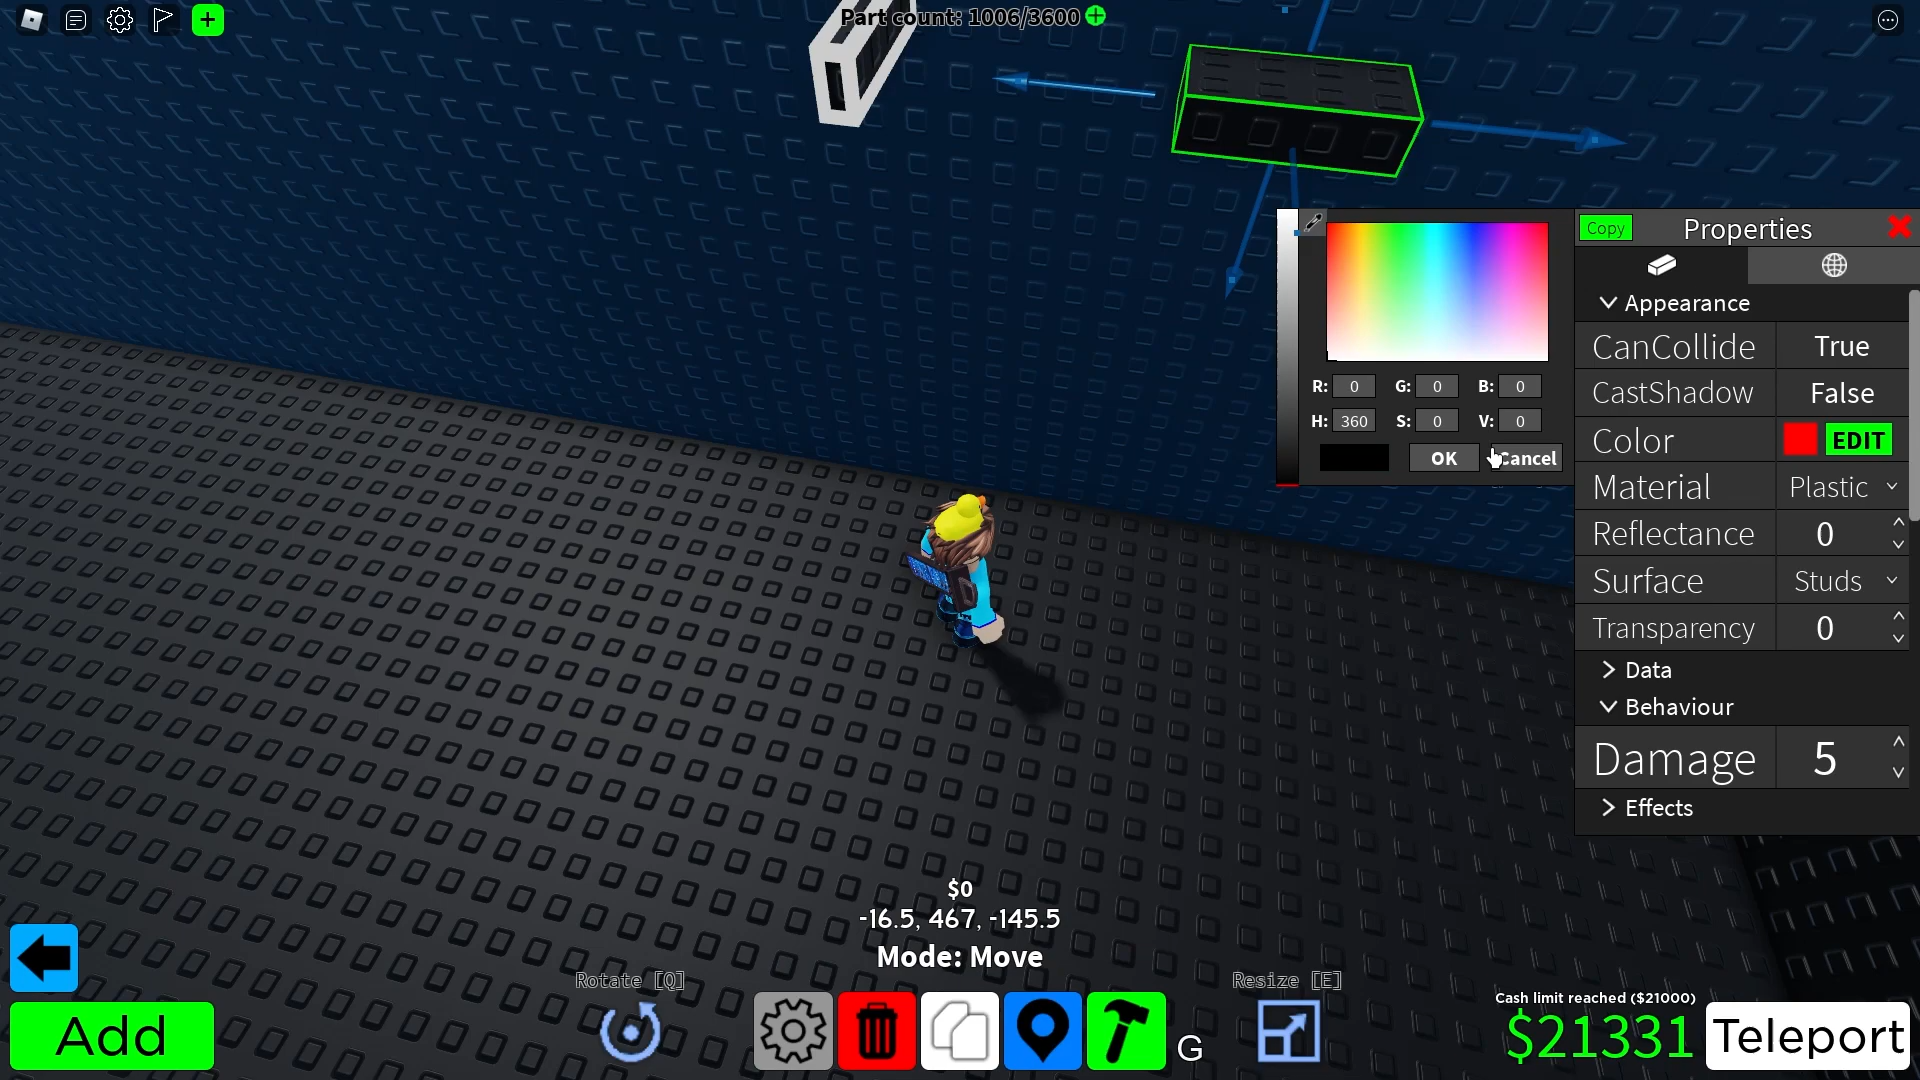 Part count: 1006/3600
Copy
Properties
Appearance
CanCollide True
CastShadow False
Color EDIT
Material Plastic
Reflectance 0
Surface Studs
Transparency 0
Data
Behaviour
Damage 5
Effects
R: 0 G: 0 B: 0
H: 360 S: 0 V: 0
OK Cancel
$0
-16.5, 467, -145.5
Mode: Move
Rotate [Q]
Resize [E]
G
Add
Cash limit reached ($21000)
$21331
Teleport